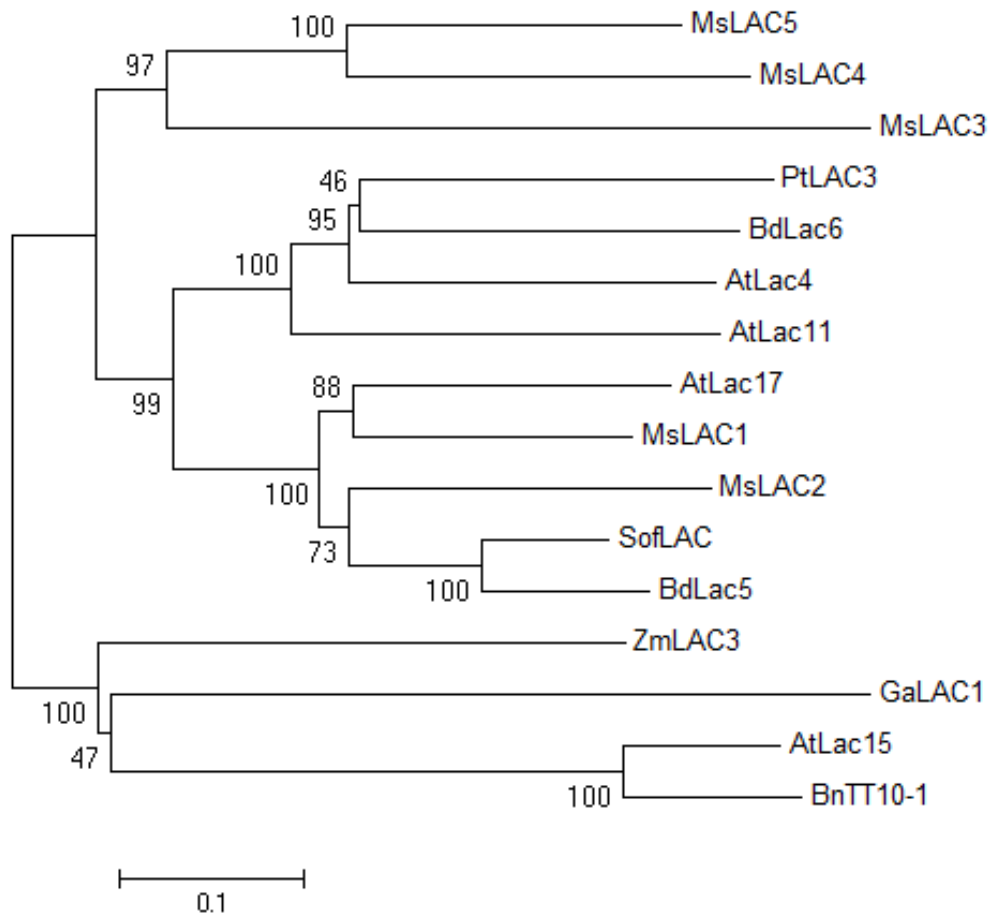 100
MsLAC5
97
MsLAC4
MsLAC3
46
PtLAC3
95
BdLac6
100
AtLac4
AtLac11
88
AtLac17
99
MsLAC1
100
MsLAC2
73
SofLAC
100
BdLac5
ZmLAC3
100
GaLAC1
47
AtLac15
100
BnTT10-1
0.1